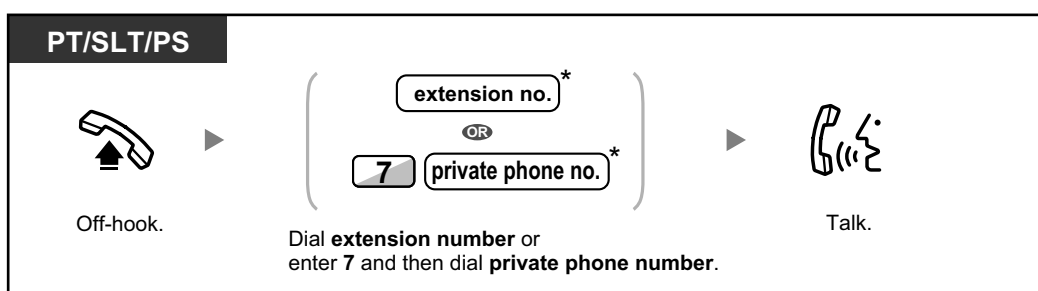 PT/SLT/PS
extension no.*
OR
7 private phone no.*
Off-hook.
Dial extension number or
enter 7 and then dial private phone number.
Talk.